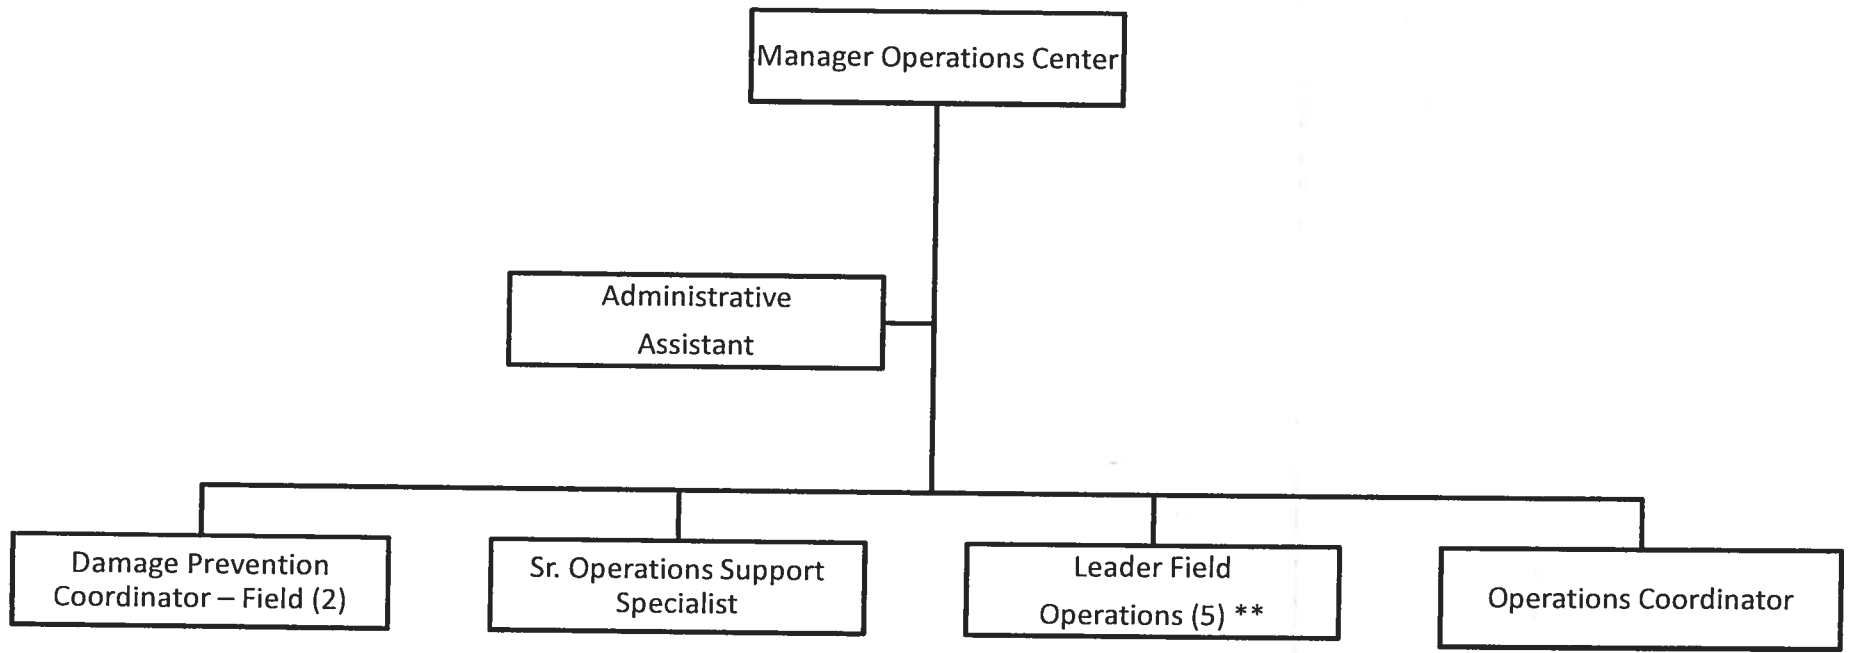 Manager Operations Center
Administrative
Assistant
Damage Prevention
Coordinator – Field (2)
Sr. Operations Support
Specialist
Leader Field
Operations (5) **
Operations Coordinator